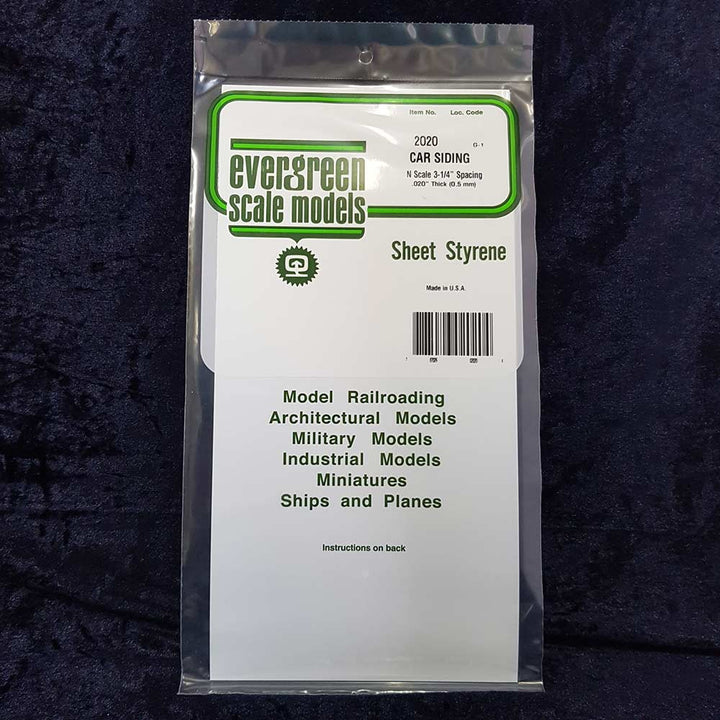 Item No. Loc. Code
2020 G-1
CAR SIDING
N Scale 3-1/4" Spacing
.020" Thick (0.5 mm)
evergreen
scale models
Sheet Styrene
Made in U.S.A.
Model Railroading
Architectural Models
Military Models
Industrial Models
Miniatures
Ships and Planes
Instructions on back